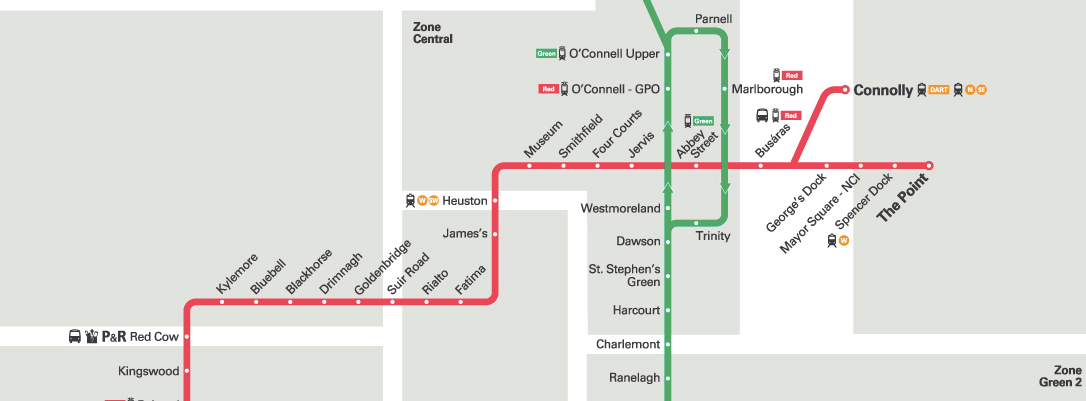 Zone
Central
Parnell
Green
O'Connell Upper
Red
O'Connell - GPO
Red
Marlborough
Connolly
DART
N
SE
Green
Red
Museum
Smithfield
Four Courts
Jervis
Abbey
Street
Busáras
W
SW
Heuston
Westmoreland
George's Dock
Mayor Square - NCI
Spencer Dock
The Point
James's
Dawson
Trinity
W
Kylemore
Bluebell
Blackhorse
Drimnagh
Goldenbridge
Suir Road
Rialto
Fatima
St. Stephen's
Green
Harcourt
P&R Red Cow
Charlemont
Kingswood
Ranelagh
Zone
Green 2